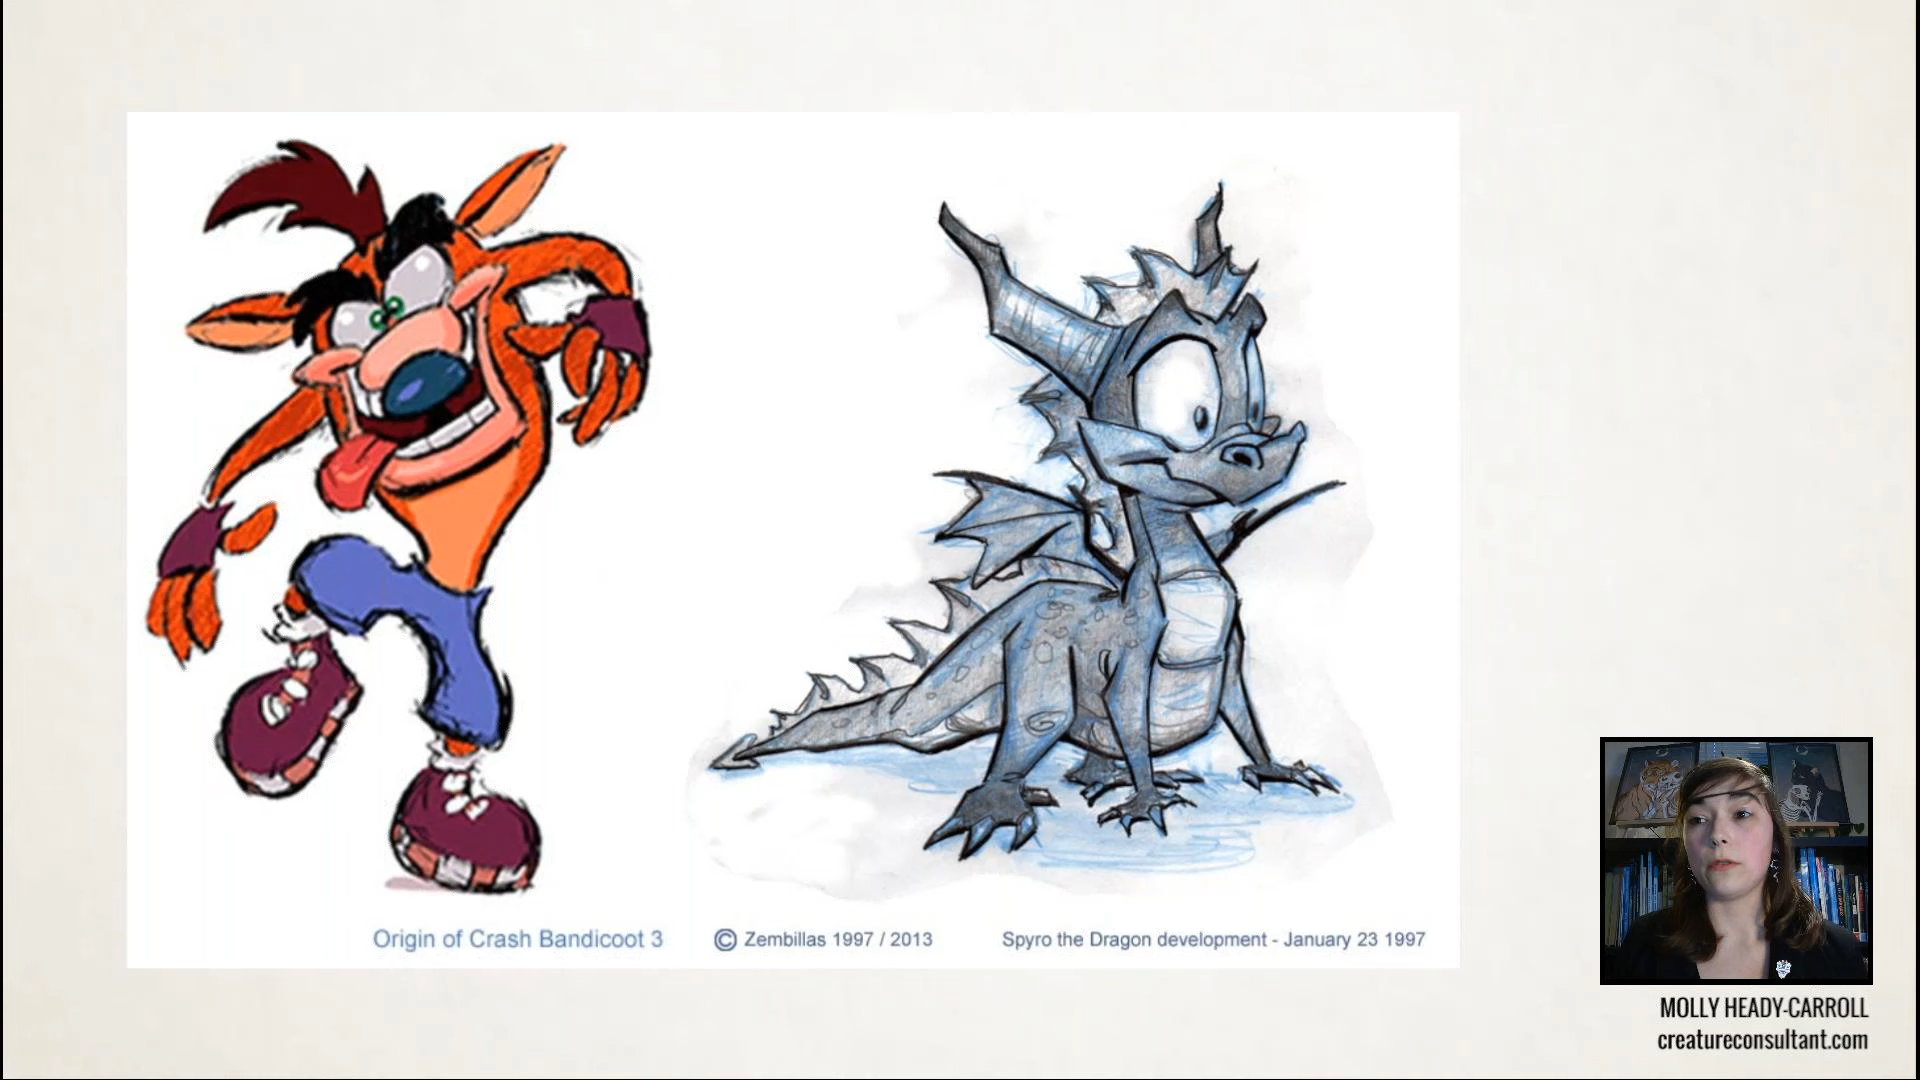 Origin of Crash Bandicoot 3 © Zembillas 1997 / 2013 Spyro the Dragon development - January 23 1997
MOLLY HEADY-CARROLL
creatureconsultant.com